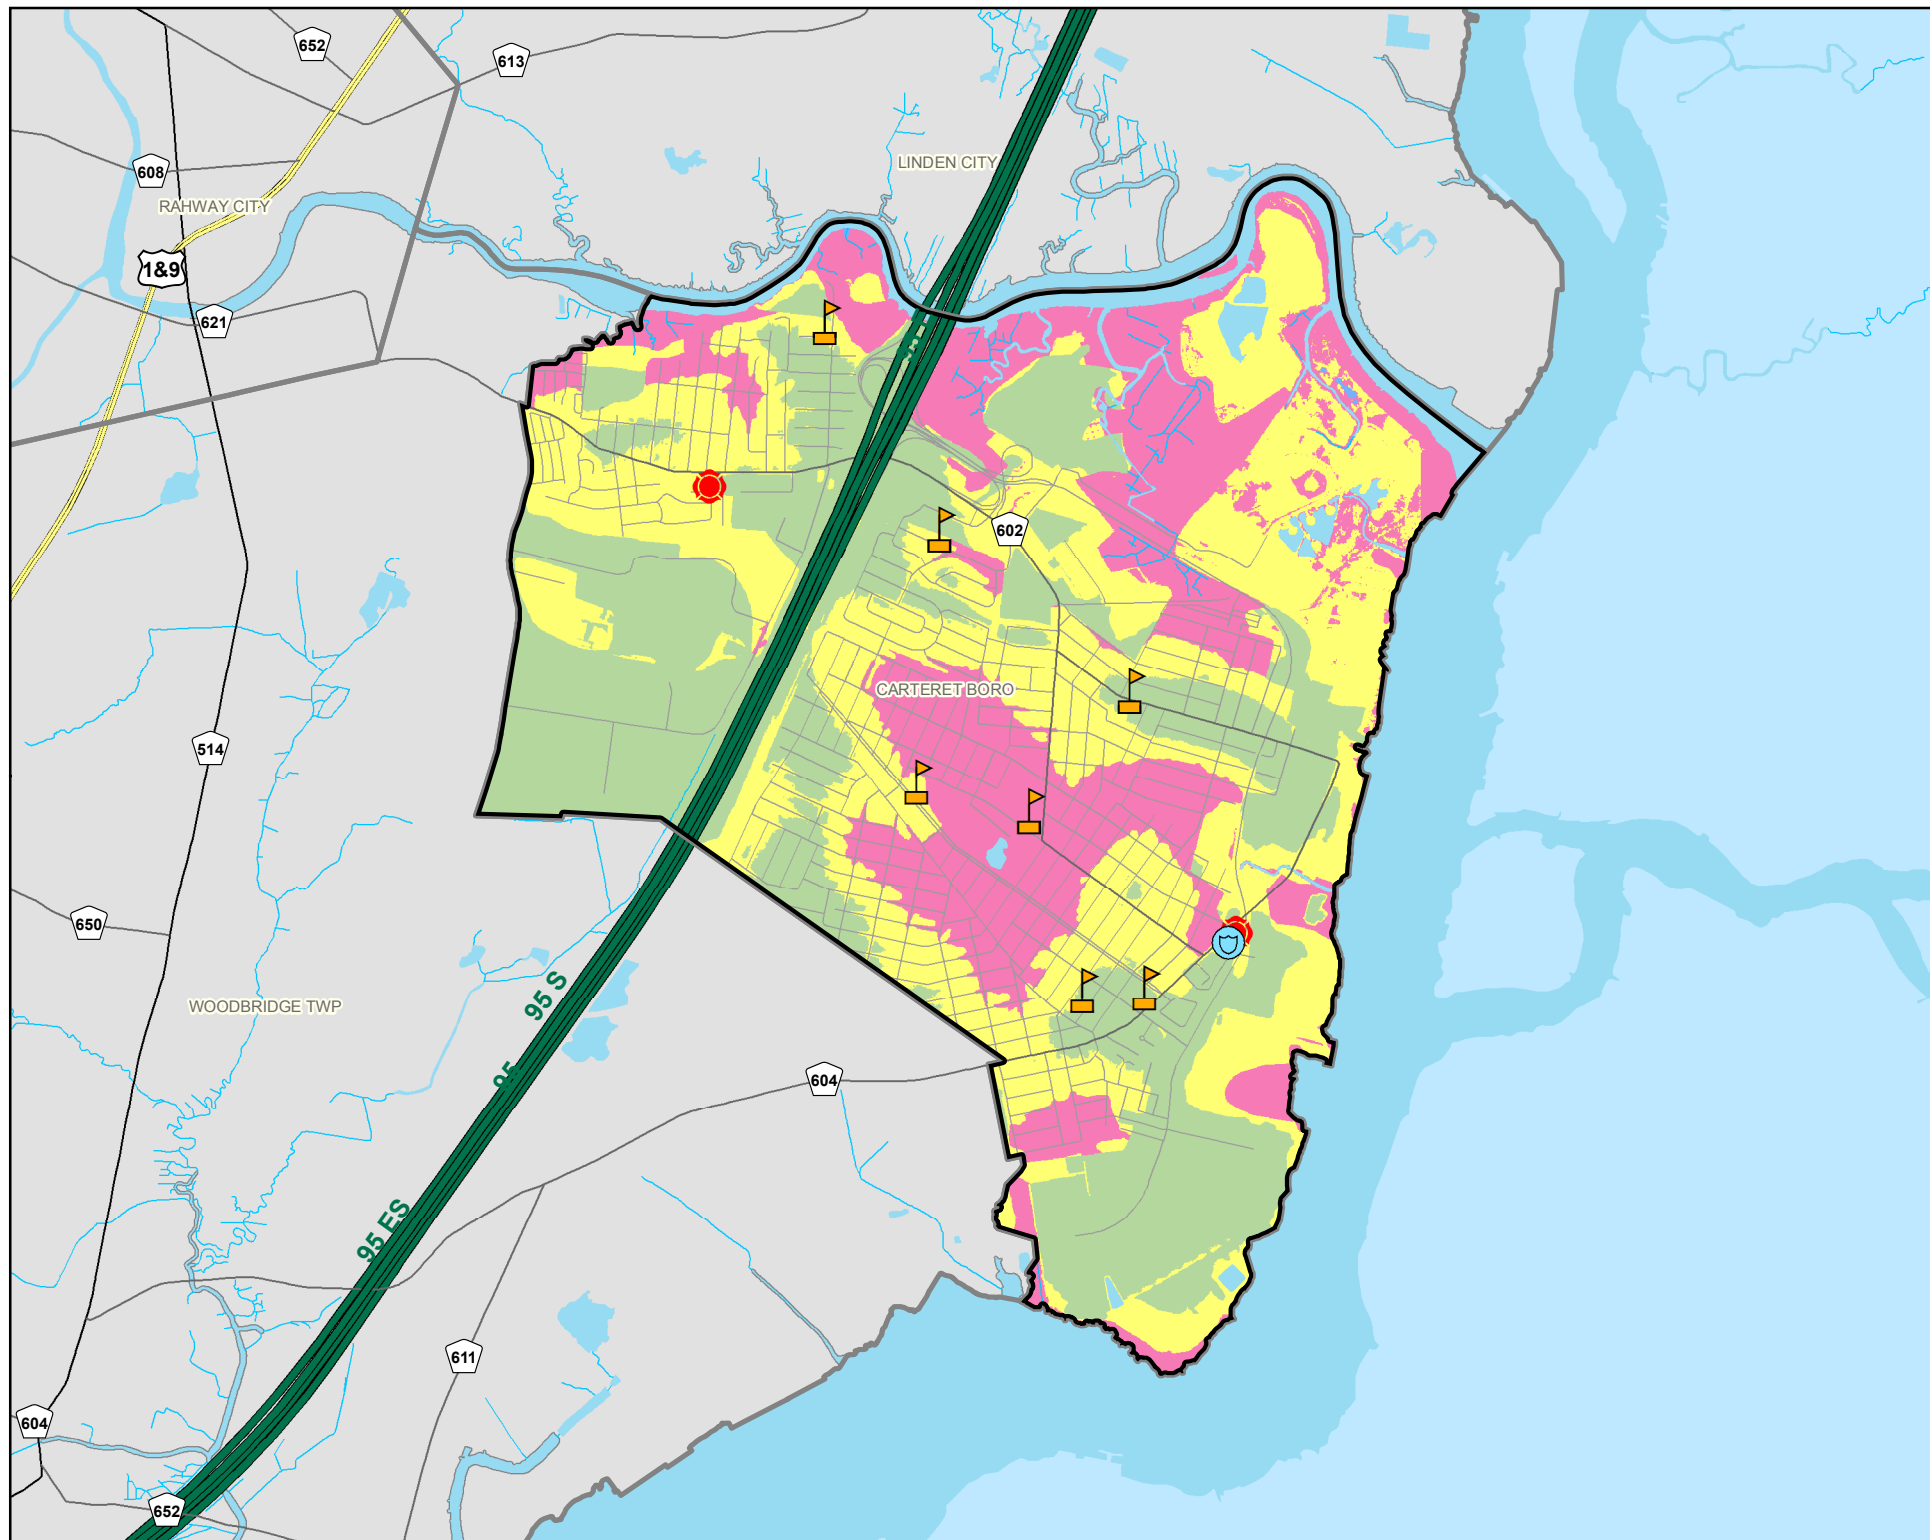 652
613
608
LINDEN CITY
RAHWAY CITY
1&9
621
602
CARTERET BORO
514
650
95 S
WOODBRIDGE TWP
95
604
95 ES
611
604
652